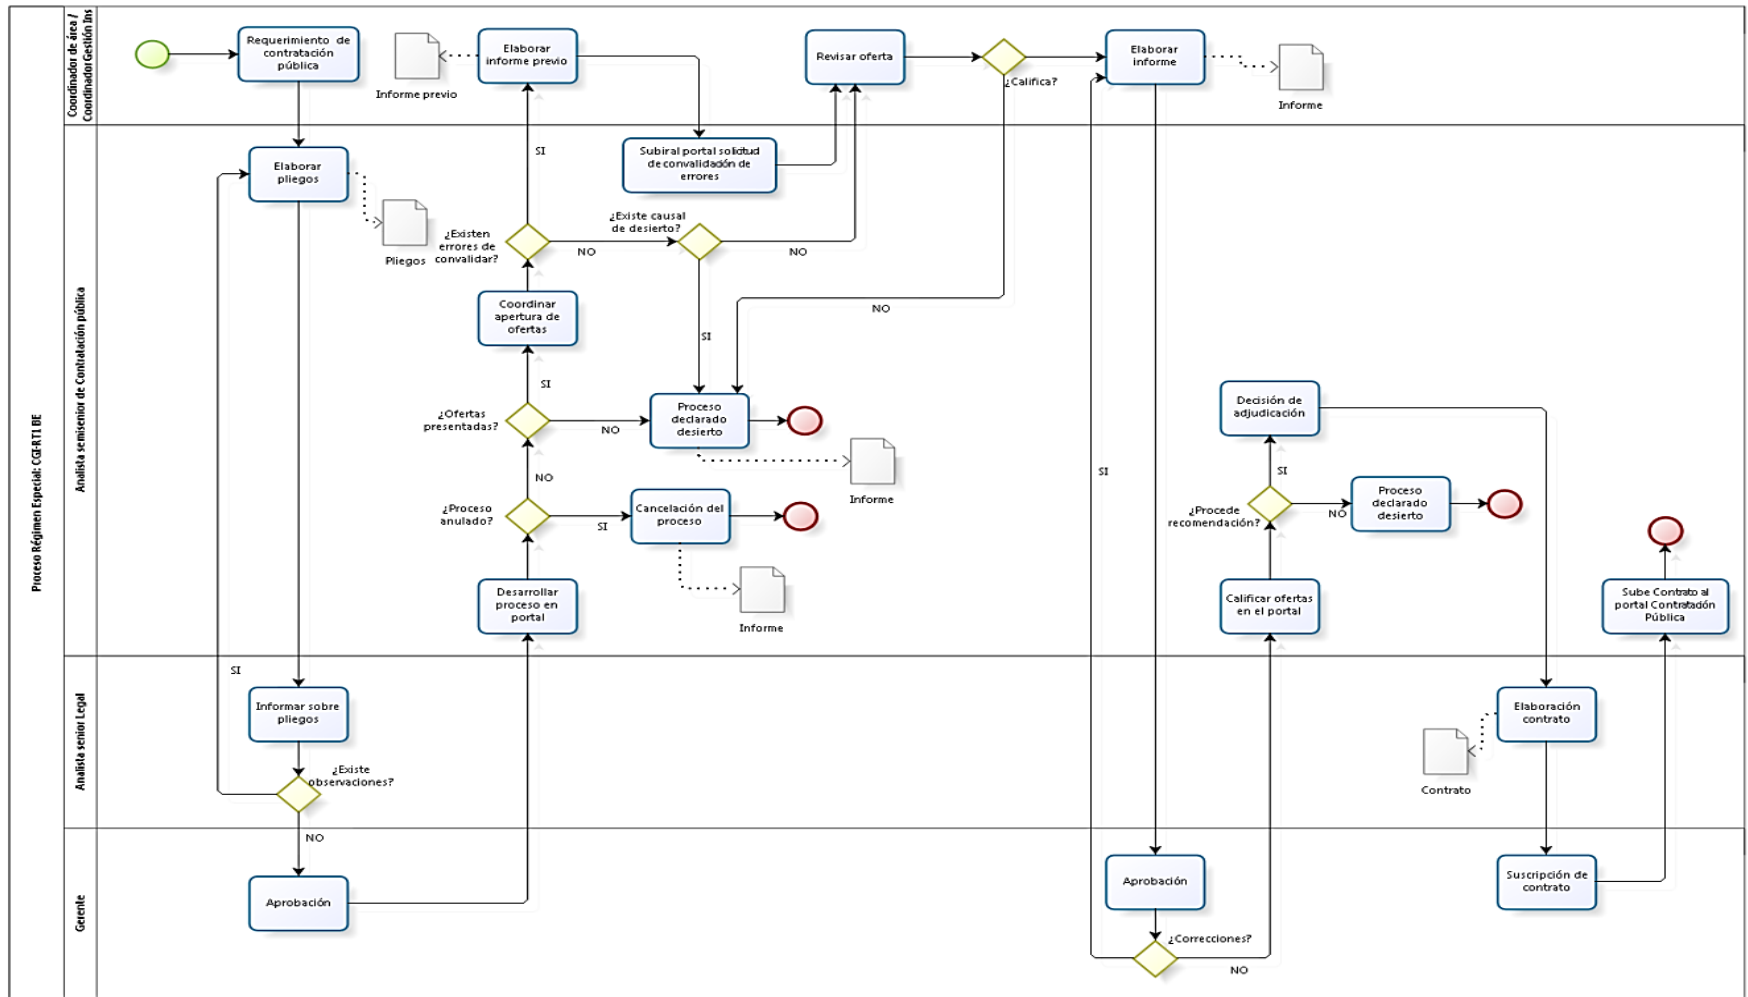 Proceso Régimen Especial: CGI-RTI BE
Coordinador de área /
Coordinador Gestión Ins
Requerimiento de
contratación
pública
Informe previo
Elaborar
informe previo
Revisar oferta
¿Califica?
Elaborar
informe
Informe
Analista semisenior de Contratación pública
Elaborar
pliegos
Pliegos
SI
Subir al portal solicitud
de convalidación de
errores
¿Existen
errores de
convalidar?
NO
¿Existe causal
de desierto?
NO
Coordinar
apertura de
ofertas
NO
SI
SI
¿Ofertas
presentadas?
NO
Proceso
declarado
desierto
Informe
NO
¿Proceso
anulado?
SI
Cancelación del
proceso
Informe
Desarrollar
proceso en
portal
SI
Decisión de
adjudicación
SI
¿Procede
recomendación?
NO
Proceso
declarado
desierto
Calificar ofertas
en el portal
Sube Contrato al
portal Contratación
Pública
Analista senior Legal
SI
Informar sobre
pliegos
¿Existe
observaciones?
Elaboración
contrato
Contrato
Gerente
NO
Aprobación
Aprobación
¿Correcciones?
NO
Suscripción de
contrato